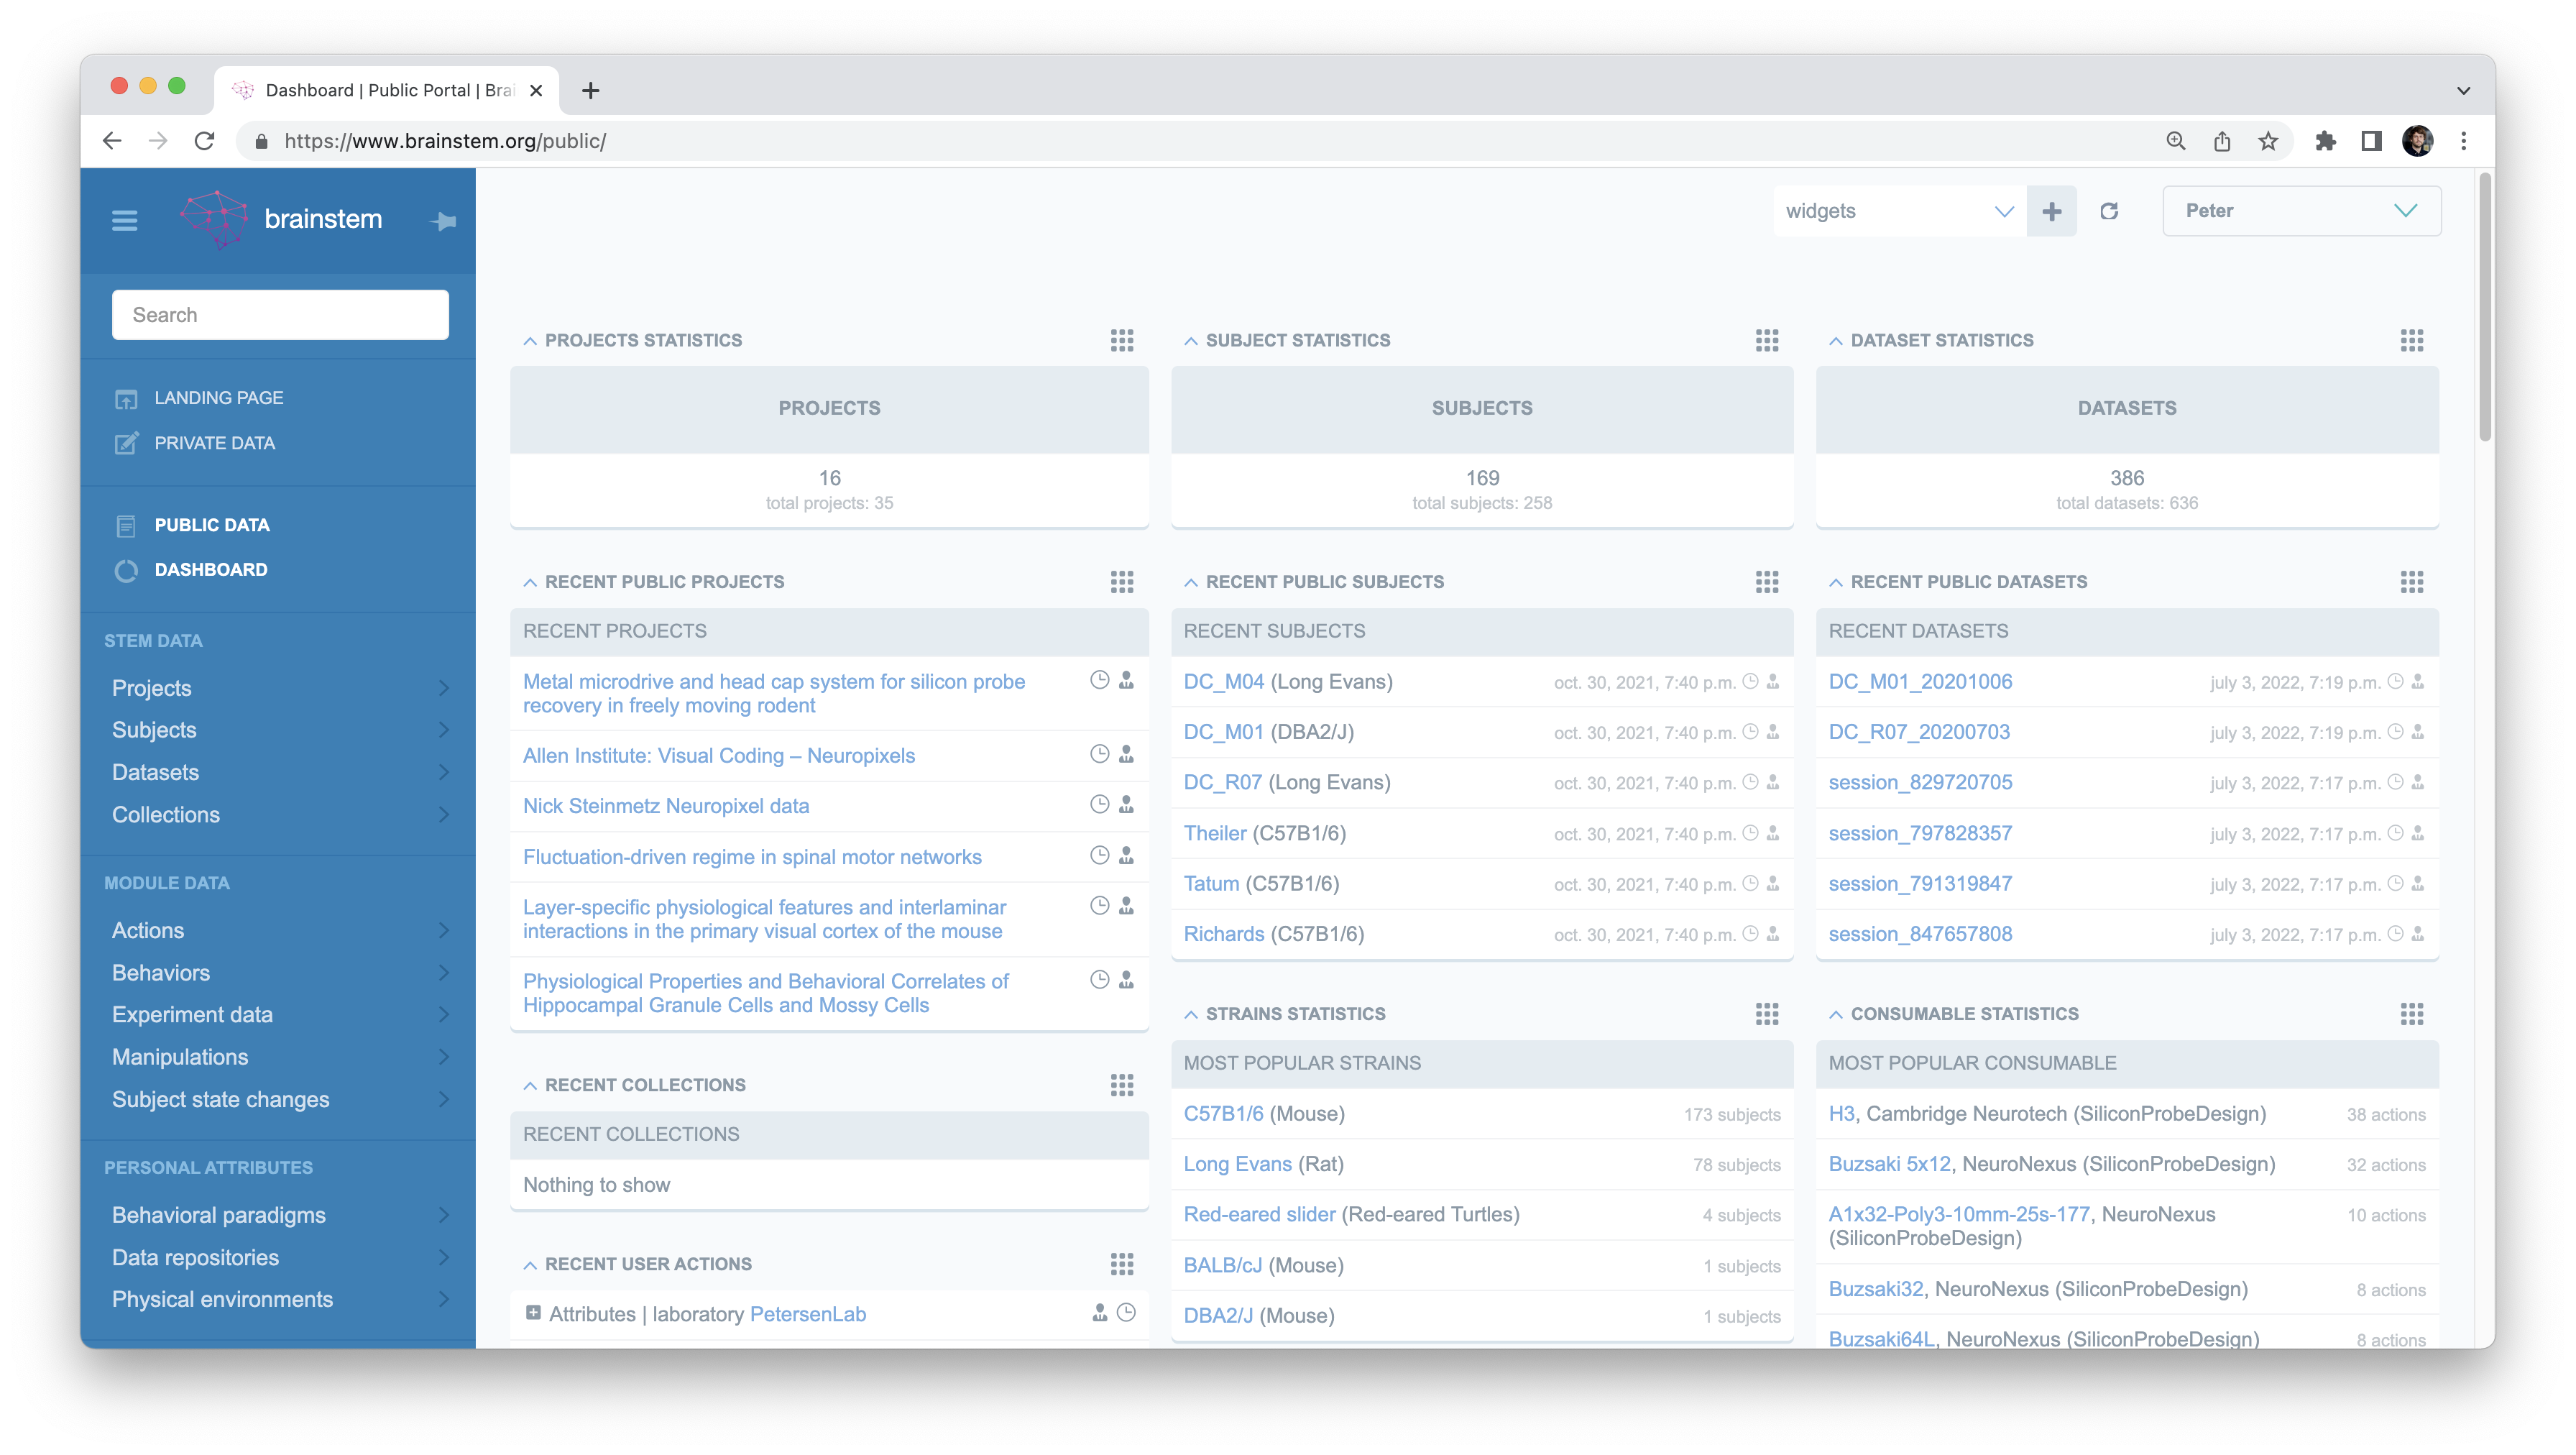 Dashboard | Public Portal | Brai
https://www.brainstem.org/public/
brainstem
widgets
Peter
Search
LANDING PAGE
PRIVATE DATA
PUBLIC DATA
DASHBOARD
STEM DATA
Projects
Subjects
Datasets
Collections
MODULE DATA
Actions
Behaviors
Experiment data
Manipulations
Subject state changes
PERSONAL ATTRIBUTES
Behavioral paradigms
Data repositories
Physical environments
PROJECTS STATISTICS
PROJECTS
16
total projects: 35
RECENT PUBLIC PROJECTS
RECENT PROJECTS
Metal microdrive and head cap system for silicon probe
recovery in freely moving rodent
Allen Institute: Visual Coding – Neuropixels
Nick Steinmetz Neuropixel data
Fluctuation-driven regime in spinal motor networks
Layer-specific physiological features and interlaminar
interactions in the primary visual cortex of the mouse
Physiological Properties and Behavioral Correlates of
Hippocampal Granule Cells and Mossy Cells
RECENT COLLECTIONS
RECENT COLLECTIONS
Nothing to show
RECENT USER ACTIONS
Attributes | laboratory PetersenLab
SUBJECT STATISTICS
SUBJECTS
169
total subjects: 258
RECENT PUBLIC SUBJECTS
RECENT SUBJECTS
DC_M04 (Long Evans) oct. 30, 2021, 7:40 p.m.
DC_M01 (DBA2/J) oct. 30, 2021, 7:40 p.m.
DC_R07 (Long Evans) oct. 30, 2021, 7:40 p.m.
Theiler (C57B1/6) oct. 30, 2021, 7:40 p.m.
Tatum (C57B1/6) oct. 30, 2021, 7:40 p.m.
Richards (C57B1/6) oct. 30, 2021, 7:40 p.m.
STRAINS STATISTICS
MOST POPULAR STRAINS
C57B1/6 (Mouse) 173 subjects
Long Evans (Rat) 78 subjects
Red-eared slider (Red-eared Turtles) 4 subjects
BALB/cJ (Mouse) 1 subjects
DBA2/J (Mouse) 1 subjects
DATASET STATISTICS
DATASETS
386
total datasets: 636
RECENT PUBLIC DATASETS
RECENT DATASETS
DC_M01_20201006 july 3, 2022, 7:19 p.m.
DC_R07_20200703 july 3, 2022, 7:19 p.m.
session_829720705 july 3, 2022, 7:17 p.m.
session_797828357 july 3, 2022, 7:17 p.m.
session_791319847 july 3, 2022, 7:17 p.m.
session_847657808 july 3, 2022, 7:17 p.m.
CONSUMABLE STATISTICS
MOST POPULAR CONSUMABLE
H3, Cambridge Neurotech (SiliconProbeDesign) 38 actions
Buzsaki 5x12, NeuroNexus (SiliconProbeDesign) 32 actions
A1x32-Poly3-10mm-25s-177, NeuroNexus 10 actions
(SiliconProbeDesign)
Buzsaki32, NeuroNexus (SiliconProbeDesign) 8 actions
Buzsaki64L, NeuroNexus (SiliconProbeDesign) 8 actions